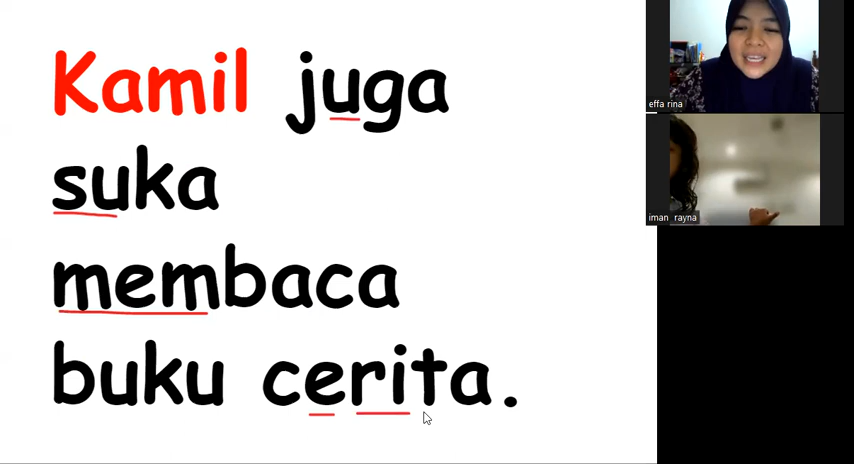 Kamil juga
suka
membaca
buku cerita.
effa rina
iman rayna